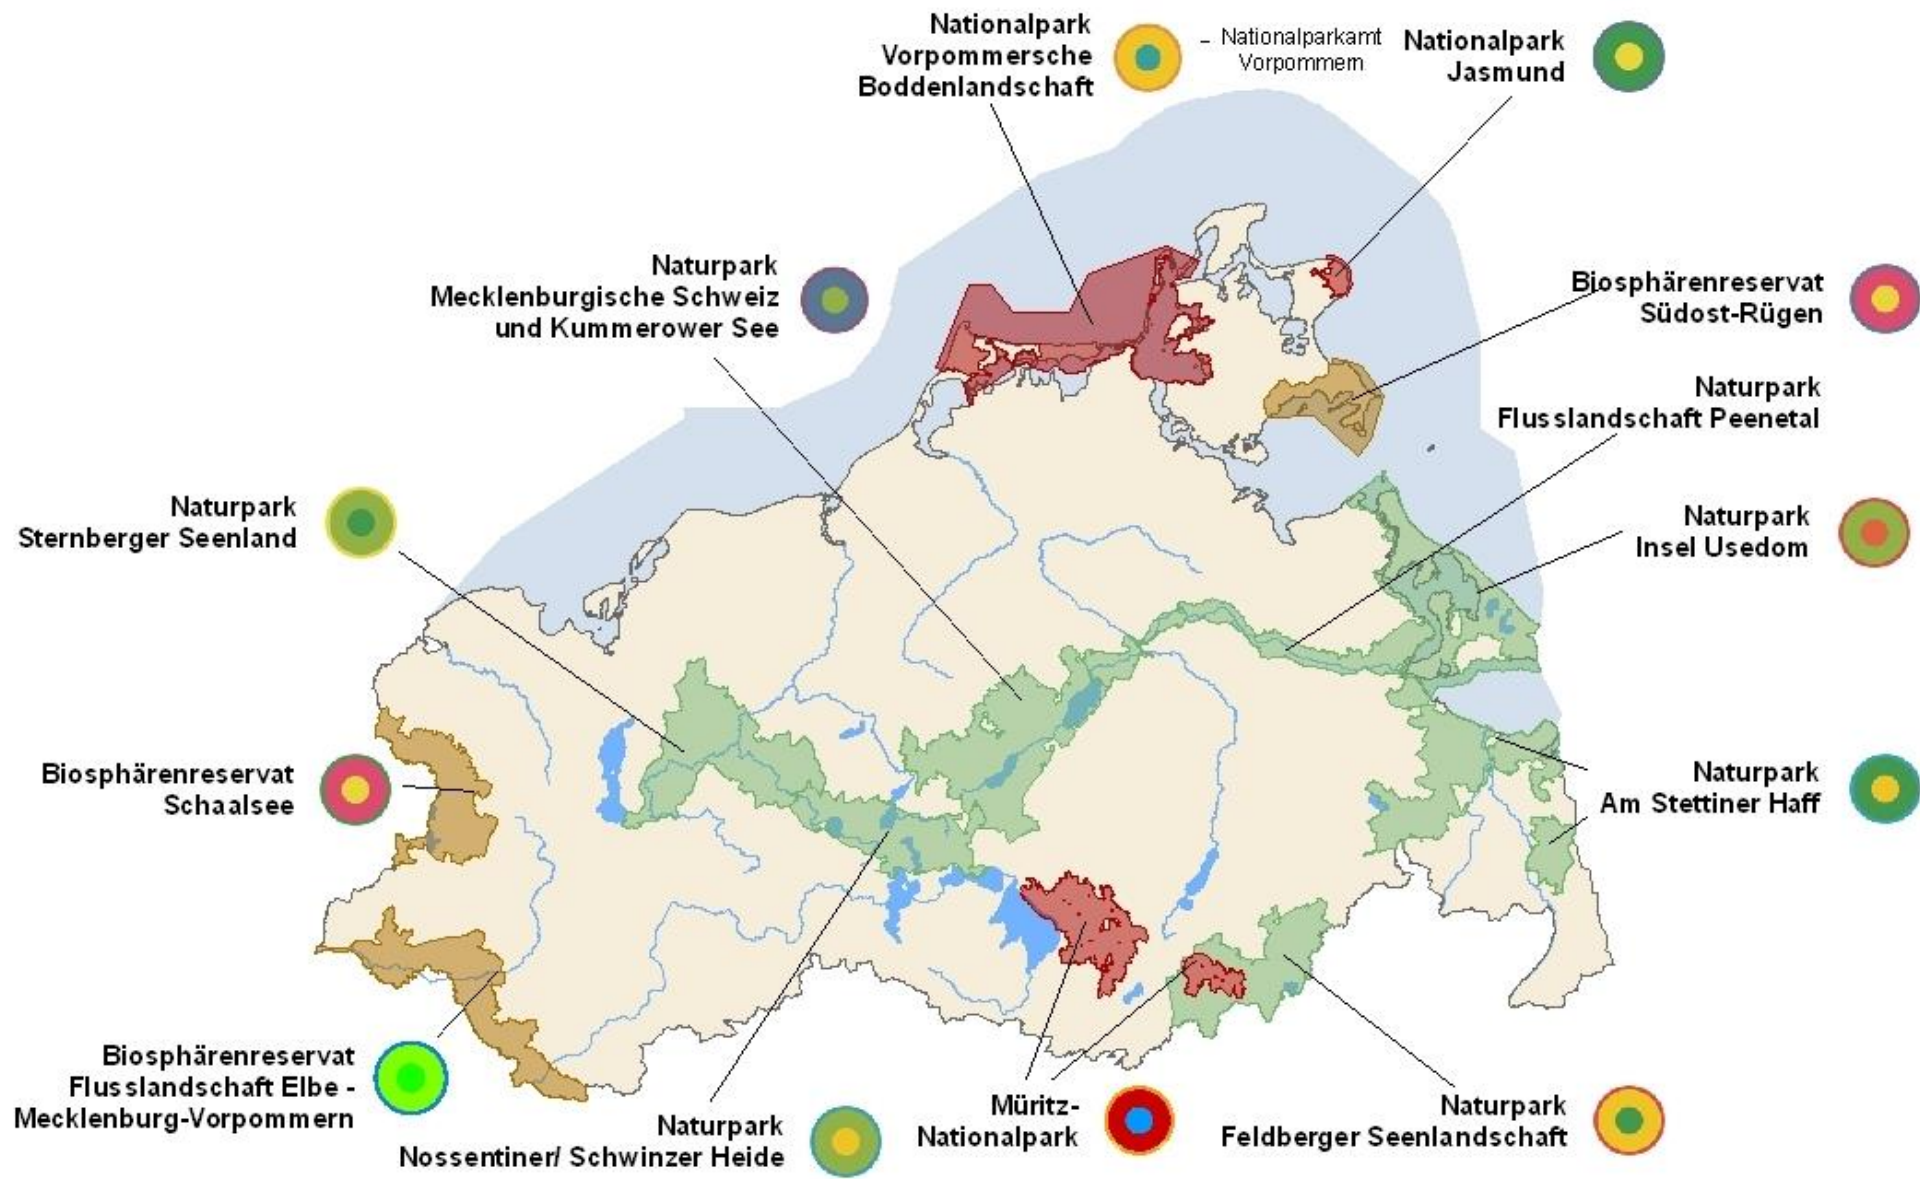 Nationalpark
Vorpommersche
Boddenlandschaft
– Nationalparkamt
Vorpommern
Nationalpark
Jasmund
Naturpark
Mecklenburgische Schweiz
und Kummerower See
Biosphärenreservat
Südost-Rügen
Naturpark
Flusslandschaft Peenetal
Naturpark
Sternberger Seenland
Naturpark
Insel Usedom
Biosphärenreservat
Schaalsee
Naturpark
Am Stettiner Haff
Biosphärenreservat
Flusslandschaft Elbe -
Mecklenburg-Vorpommern
Naturpark
Nossentiner/ Schwinzer Heide
Müritz-
Nationalpark
Naturpark
Feldberger Seenlandschaft